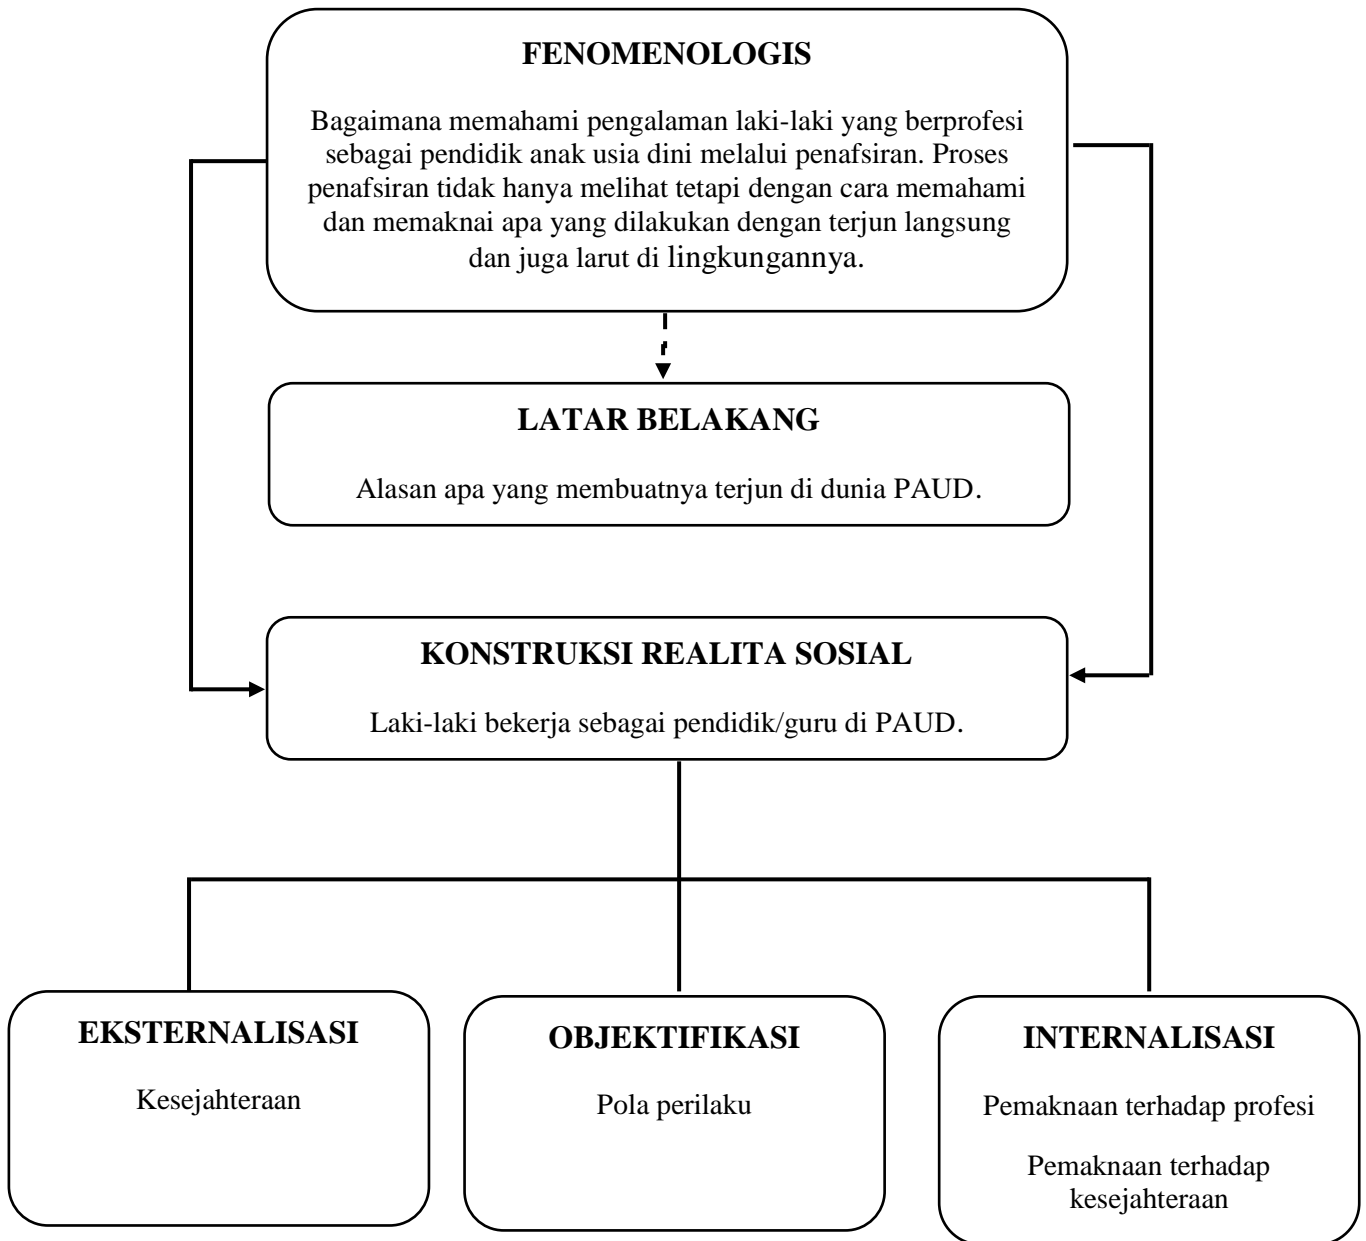 FENOMENOLOGIS
Bagaimana memahami pengalaman laki-laki yang berprofesi
sebagai pendidik anak usia dini melalui penafsiran. Proses
penafsiran tidak hanya melihat tetapi dengan cara memahami
dan memaknai apa yang dilakukan dengan terjun langsung
dan juga larut di lingkungannya.
LATAR BELAKANG
Alasan apa yang membuatnya terjun di dunia PAUD.
KONSTRUKSI REALITA SOSIAL
Laki-laki bekerja sebagai pendidik/guru di PAUD.
EKSTERNALISASI
Kesejahteraan
OBJEKTIFIKASI
Pola perilaku
INTERNALISASI
Pemaknaan terhadap profesi
Pemaknaan terhadap
kesejahteraan